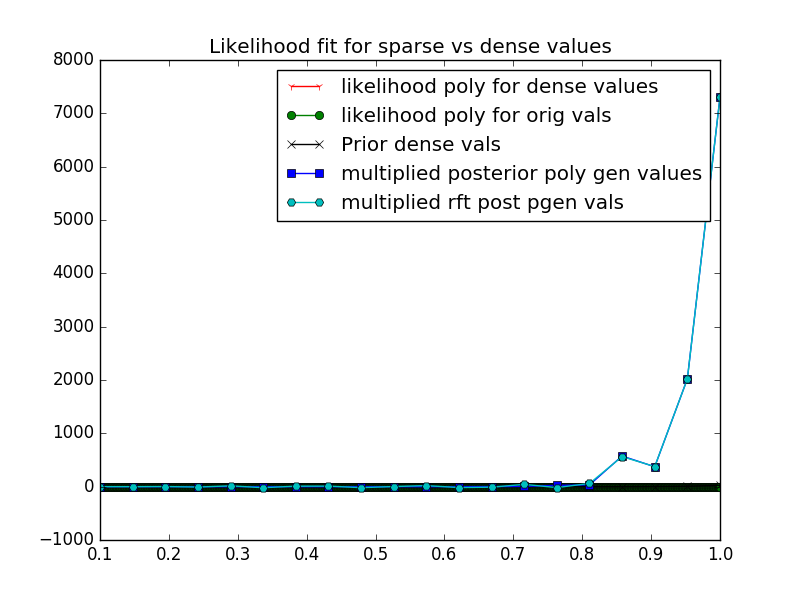 Likelihood fit for sparse vs dense values
8000
7000
6000
5000
4000
3000
2000
1000
0
−1000
likelihood poly for dense values
likelihood poly for orig vals
Prior dense vals
multiplied posterior poly gen values
multiplied rft post pgen vals
0.1 0.2 0.3 0.4 0.5 0.6 0.7 0.8 0.9 1.0